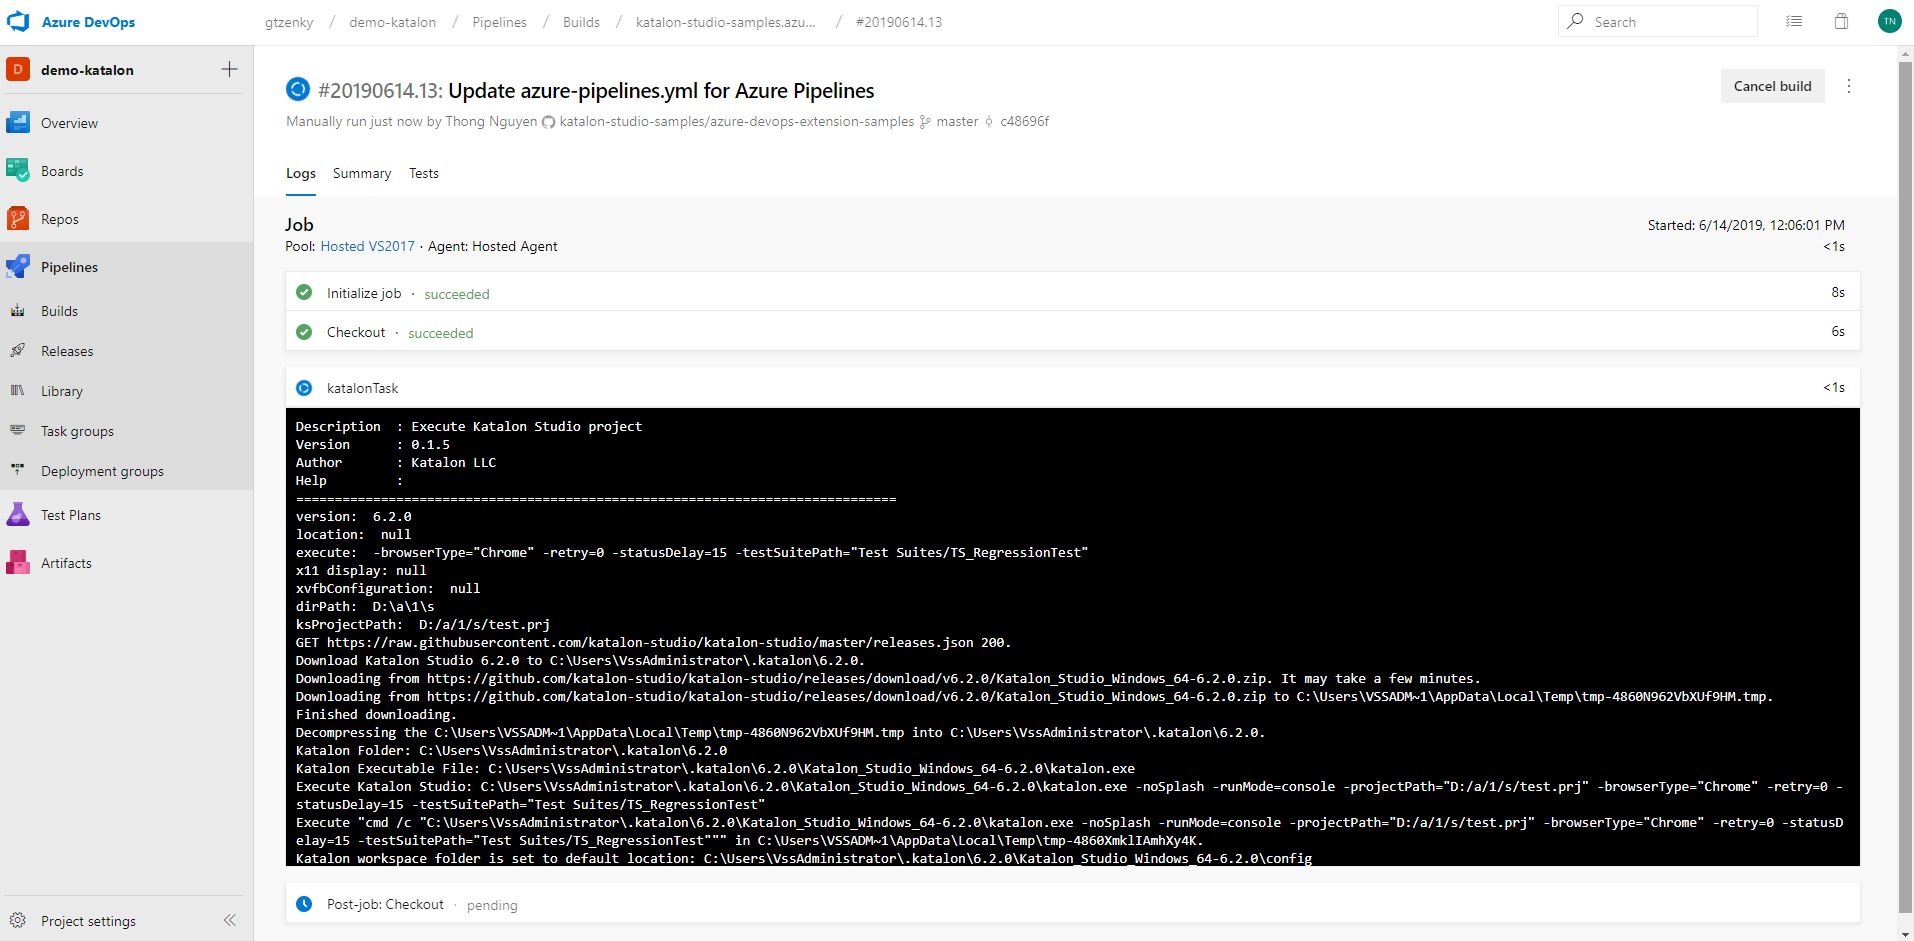 Azure DevOps
gtzenky / demo-katalon / Pipelines / Builds / katalon-studio-samples.azu... / #20190614.13
Search
TN
D demo-katalon
Overview
Boards
Repos
Pipelines
Builds
Releases
Library
Task groups
Deployment groups
Test Plans
Artifacts
Project settings
#20190614.13: Update azure-pipelines.yml for Azure Pipelines
Cancel build
Manually run just now by Thong Nguyen katalon-studio-samples/azure-devops-extension-samples master c48696f
Logs Summary Tests
Job
Started: 6/14/2019, 12:06:01 PM
Pool: Hosted VS2017 · Agent: Hosted Agent
<1s
Initialize job · succeeded 8s
Checkout · succeeded 6s
katalonTask <1s
Description : Execute Katalon Studio project
Version : 0.1.5
Author : Katalon LLC
Help :
==============================================================================
version: 6.2.0
location: null
execute: -browserType="Chrome" -retry=0 -statusDelay=15 -testSuitePath="Test Suites/TS_RegressionTest"
x11 display: null
xvfbConfiguration: null
dirPath: D:\a\1\s
ksProjectPath: D:/a/1/s/test.prj
GET https://raw.githubusercontent.com/katalon-studio/katalon-studio/master/releases.json 200.
Download Katalon Studio 6.2.0 to C:\Users\VssAdministrator\.katalon\6.2.0.
Downloading from https://github.com/katalon-studio/katalon-studio/releases/download/v6.2.0/Katalon_Studio_Windows_64-6.2.0.zip. It may take a few minutes.
Downloading from https://github.com/katalon-studio/katalon-studio/releases/download/v6.2.0/Katalon_Studio_Windows_64-6.2.0.zip to C:\Users\VSSADM~1\AppData\Local\Temp\tmp-4860N962VbXUf9HM.tmp.
Finished downloading.
Decompressing the C:\Users\VSSADM~1\AppData\Local\Temp\tmp-4860N962VbXUf9HM.tmp into C:\Users\VssAdministrator\.katalon\6.2.0.
Katalon Folder: C:\Users\VssAdministrator\.katalon\6.2.0
Katalon Executable File: C:\Users\VssAdministrator\.katalon\6.2.0\Katalon_Studio_Windows_64-6.2.0\katalon.exe
Execute Katalon Studio: C:\Users\VssAdministrator\.katalon\6.2.0\Katalon_Studio_Windows_64-6.2.0\katalon.exe -noSplash -runMode=console -projectPath="D:/a/1/s/test.prj" -browserType="Chrome" -retry=0 -
statusDelay=15 -testSuitePath="Test Suites/TS_RegressionTest"
Execute "cmd /c "C:\Users\VssAdministrator\.katalon\6.2.0\Katalon_Studio_Windows_64-6.2.0\katalon.exe -noSplash -runMode=console -projectPath="D:/a/1/s/test.prj" -browserType="Chrome" -retry=0 -statusD
elay=15 -testSuitePath="Test Suites/TS_RegressionTest""" in C:\Users\VSSADM~1\AppData\Local\Temp\tmp-4860XmklIAmhXy4K.
Katalon workspace folder is set to default location: C:\Users\VssAdministrator\.katalon\6.2.0\Katalon_Studio_Windows_64-6.2.0\config
Post-job: Checkout · pending